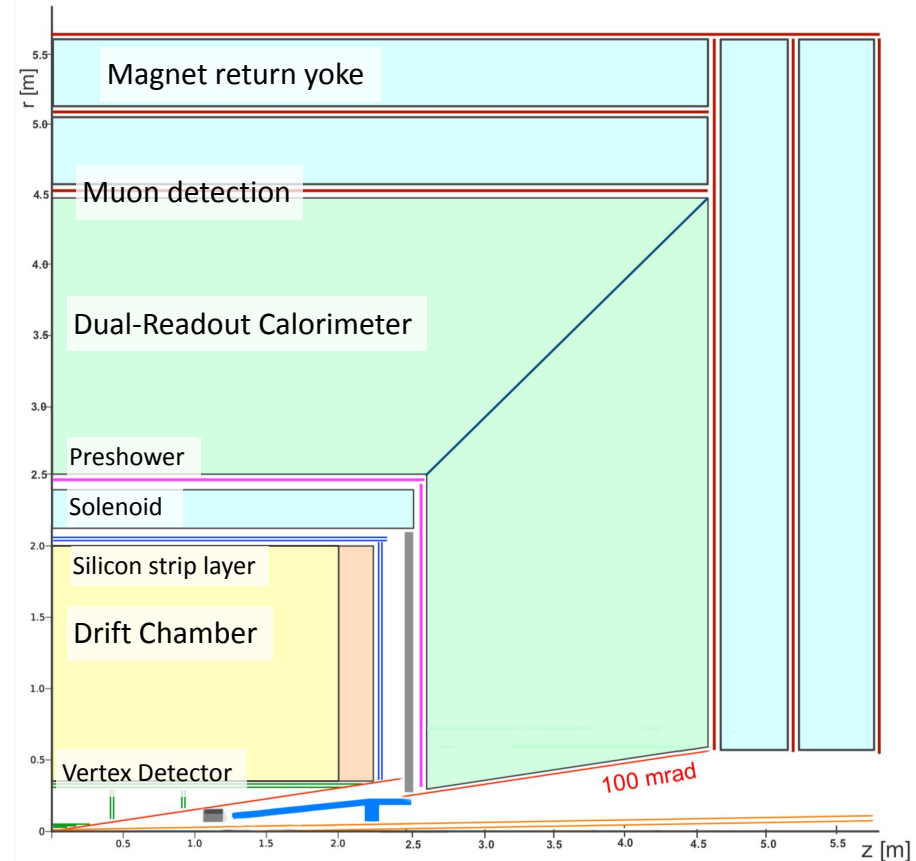 5.5
r [m]
Magnet return yoke
5.0
Muon detection
4.5
4.0
Dual-Readout Calorimeter
3.5
3.0
Preshower
2.5
Solenoid
2.0
Silicon strip layer
1.5
Drift Chamber
1.0
Vertex Detector
0.5
100 mrad
0
0.5 1.0 1.5 2.0 2.5 3.0 3.5 4.0 4.5 5.0 5.5
z [m]